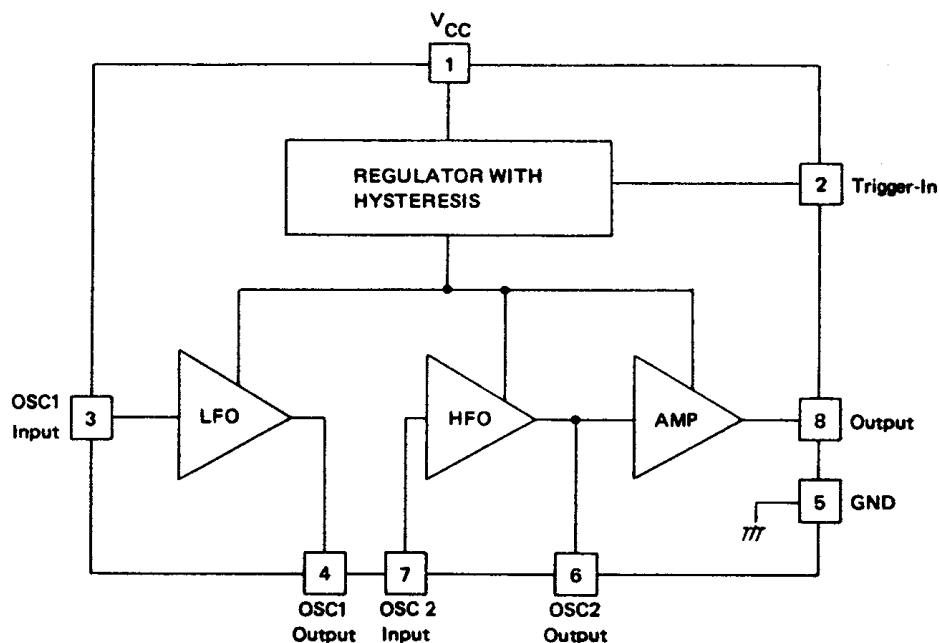 VCC
1
REGULATOR WITH
HYSTERESIS
2
Trigger-In
OSC1
Input
3
LFO
HFO
AMP
8
Output
5
GND
4
7
6
OSC1
Output
OSC 2
Input
OSC2
Output